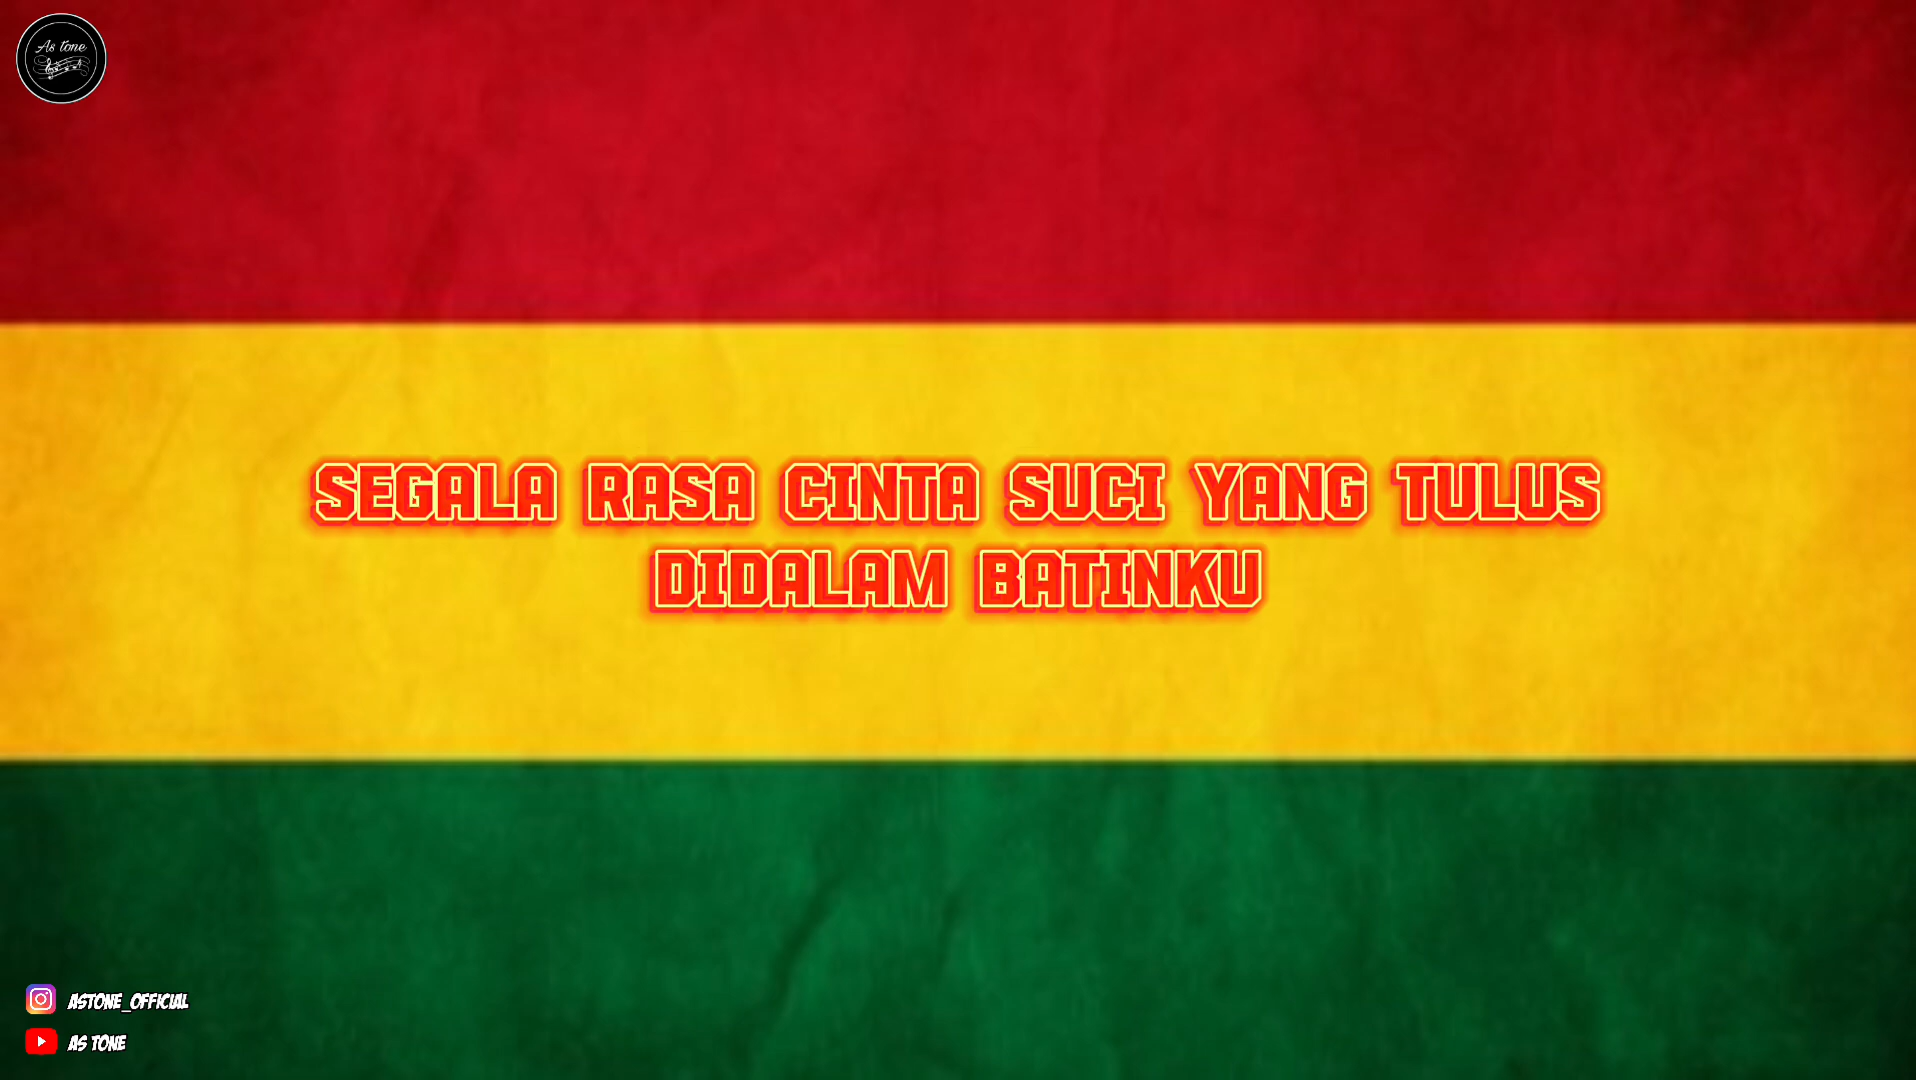 As tone
SEGALA RASA CINTA SUCI YANG TULUS
DIDALAM BATINKU
ASTONE_OFFICIAL
AS TONE